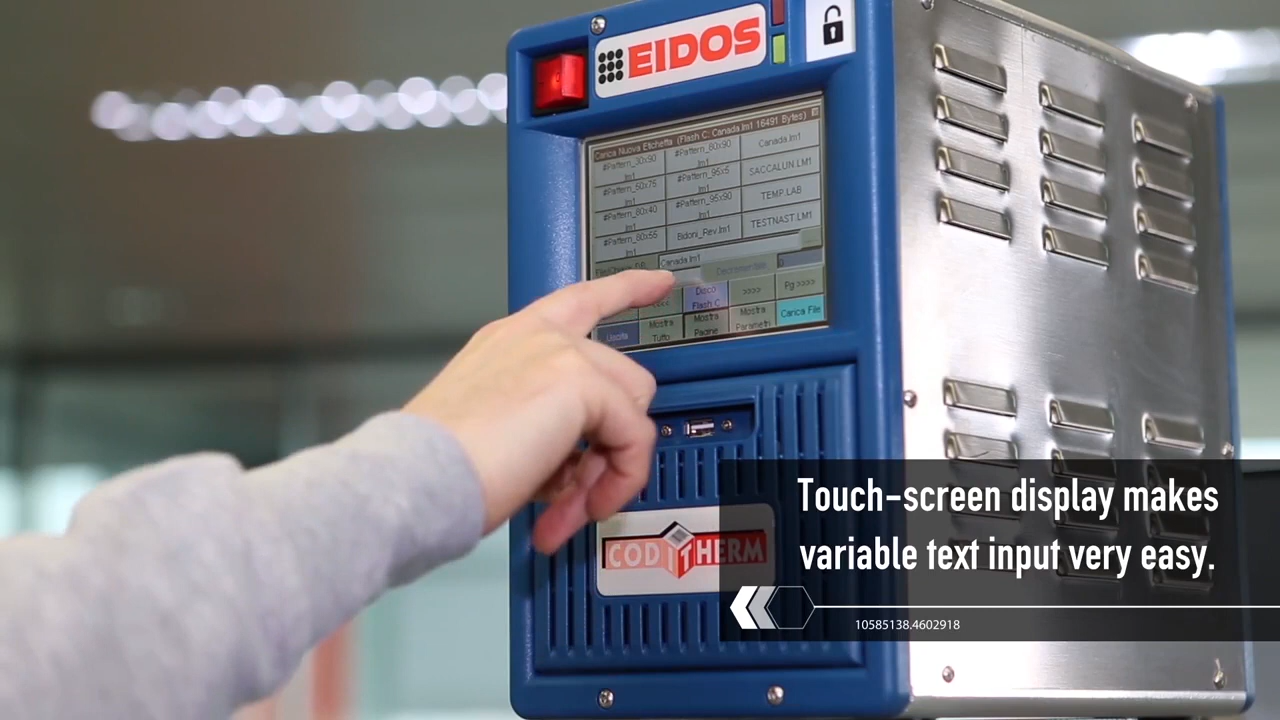 EIDOS
Carica Nuova Etichetta (Flash C: Canada.lm1 16491 Bytes)
#Pattern_30x90 .lm1
#Pattern_80x90 .lm1
Canada.lm1
#Pattern_50x75 .lm1
#Pattern_95x5 .lm1
SACCALUN.LM1
#Pattern_80x40 .lm1
#Pattern_95x90 .lm1
TEMP.LAB
#Pattern_80x55 .lm1
Bidoni_Rev.lm1
TESTNAST.LM1
Canada.lm1
Disco Flash C
>>>>
Pg >>>>
Uscita
Mostra Tutto
Mostra Pagine
Mostra Parametri
Carica File
CODITHERM
Touch-screen display makes
variable text input very easy.
10585138.4602918